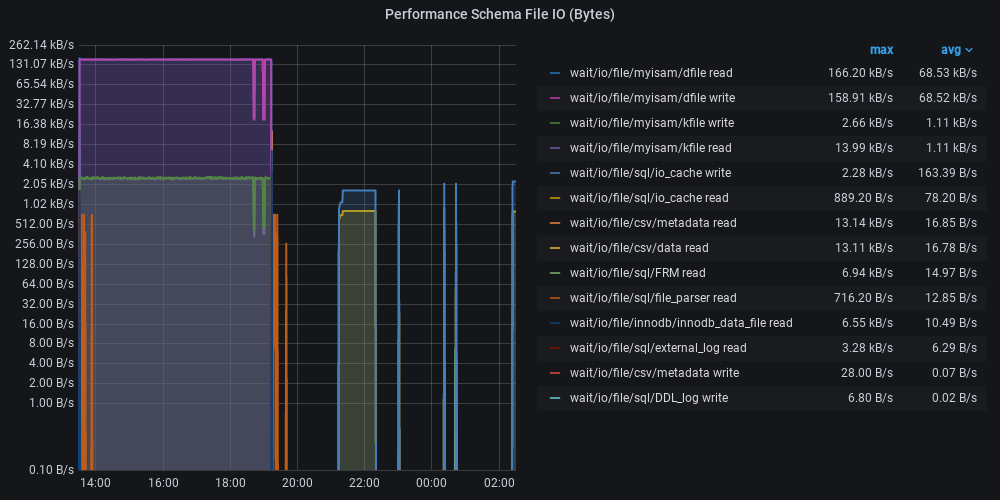 Performance Schema File IO (Bytes)
262.14 kB/s
131.07 kB/s
65.54 kB/s
32.77 kB/s
16.38 kB/s
8.19 kB/s
4.10 kB/s
2.05 kB/s
1.02 kB/s
512.00 B/s
256.00 B/s
128.00 B/s
64.00 B/s
32.00 B/s
16.00 B/s
8.00 B/s
4.00 B/s
2.00 B/s
1.00 B/s
0.10 B/s
14:00 16:00 18:00 20:00 22:00 00:00 02:00
max avg
wait/io/file/myisam/dfile read 166.20 kB/s 68.53 kB/s
wait/io/file/myisam/dfile write 158.91 kB/s 68.52 kB/s
wait/io/file/myisam/kfile write 2.66 kB/s 1.11 kB/s
wait/io/file/myisam/kfile read 13.99 kB/s 1.11 kB/s
wait/io/file/sql/io_cache write 2.28 kB/s 163.39 B/s
wait/io/file/sql/io_cache read 889.20 B/s 78.20 B/s
wait/io/file/csv/metadata read 13.14 kB/s 16.85 B/s
wait/io/file/csv/data read 13.11 kB/s 16.78 B/s
wait/io/file/sql/FRM read 6.94 kB/s 14.97 B/s
wait/io/file/sql/file_parser read 716.20 B/s 12.85 B/s
wait/io/file/innodb/innodb_data_file read 6.55 kB/s 10.49 B/s
wait/io/file/sql/external_log read 3.28 kB/s 6.29 B/s
wait/io/file/csv/metadata write 28.00 B/s 0.07 B/s
wait/io/file/sql/DDL_log write 6.80 B/s 0.02 B/s